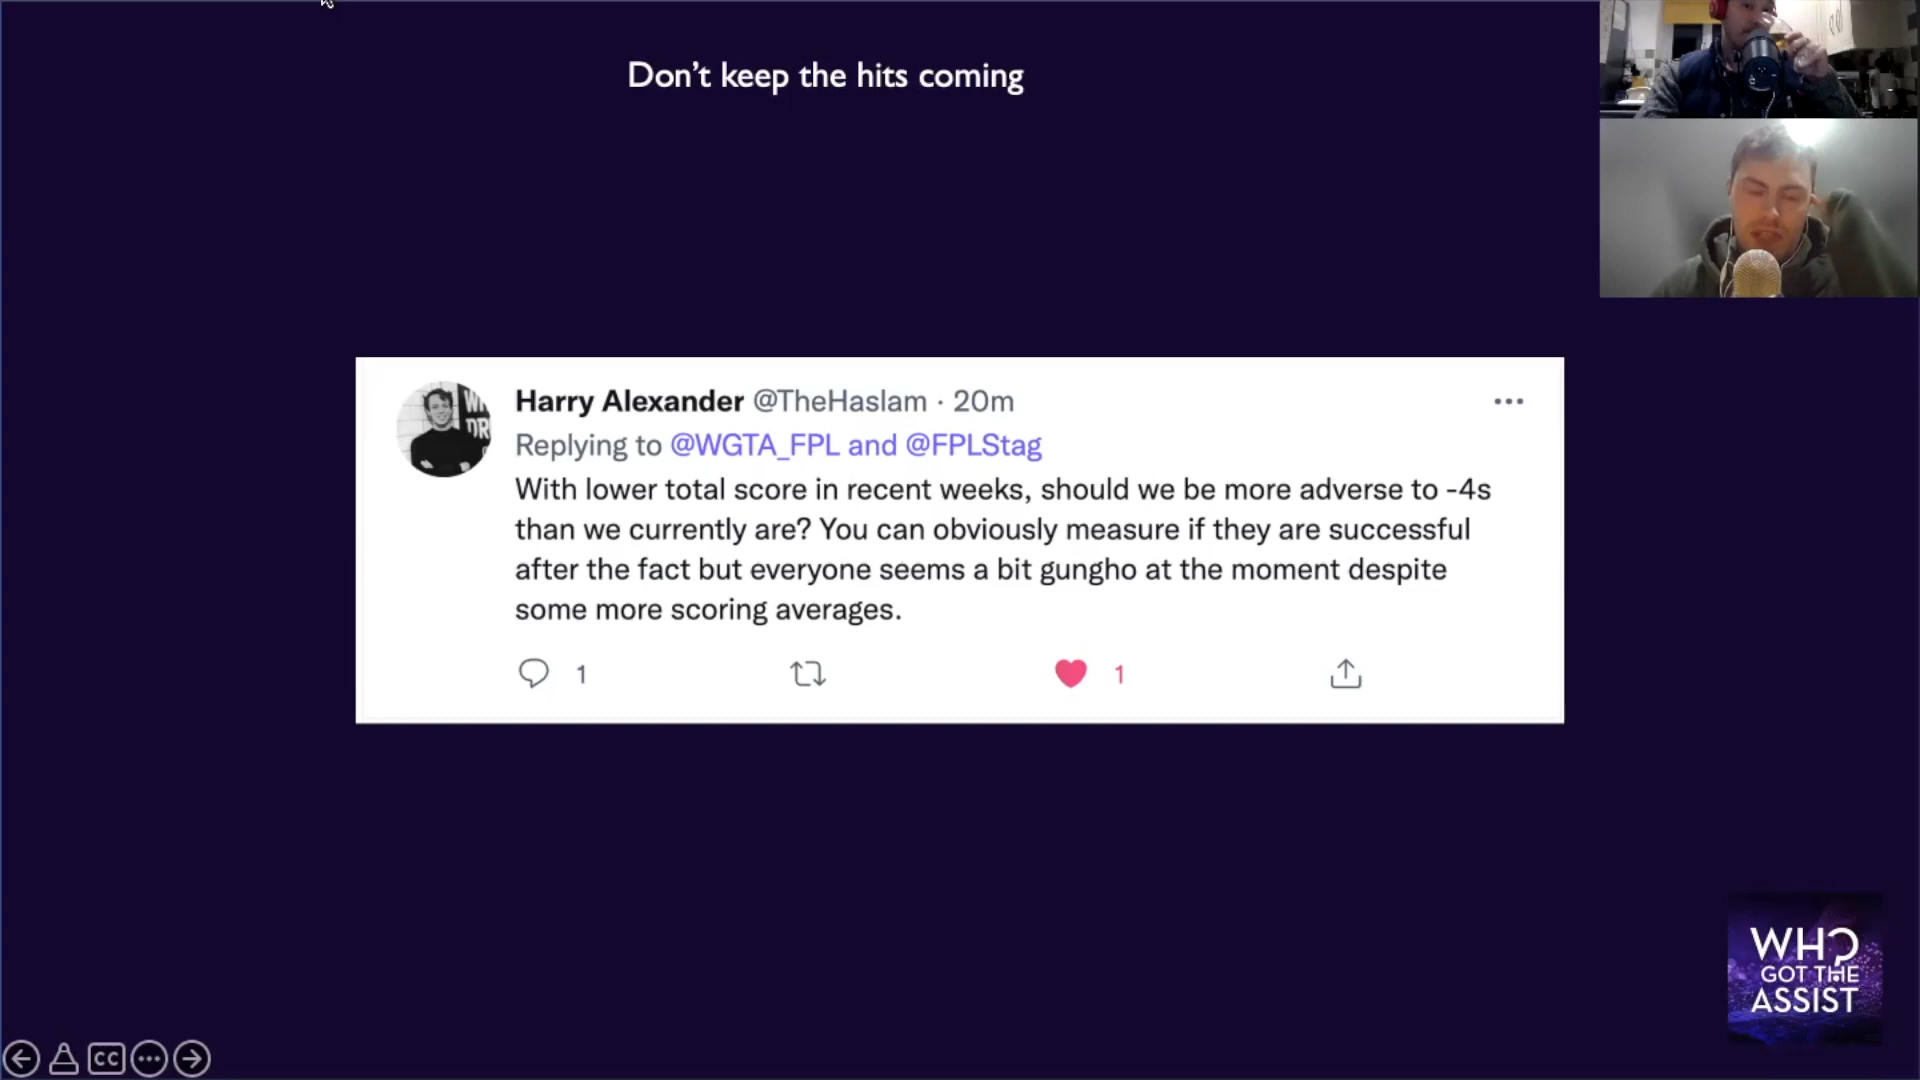 Don't keep the hits coming
Harry Alexander @TheHaslam · 20m
Replying to @WGTA_FPL and @FPLStag
With lower total score in recent weeks, should we be more adverse to -4s
than we currently are? You can obviously measure if they are successful
after the fact but everyone seems a bit gungho at the moment despite
some more scoring averages.
1
1
WHO
GOT THE
ASSIST
CC